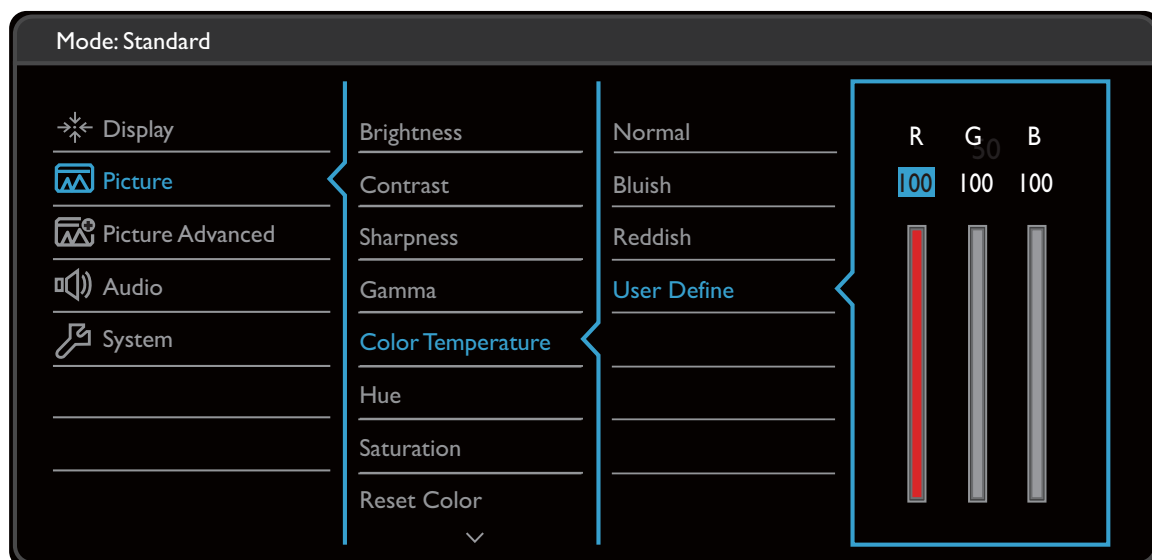 Mode: Standard
Display
Picture
Picture Advanced
Audio
System
Brightness
Contrast
Sharpness
Gamma
Color Temperature
Hue
Saturation
Reset Color
Normal
Bluish
Reddish
User Define
R G B
50
100 100 100